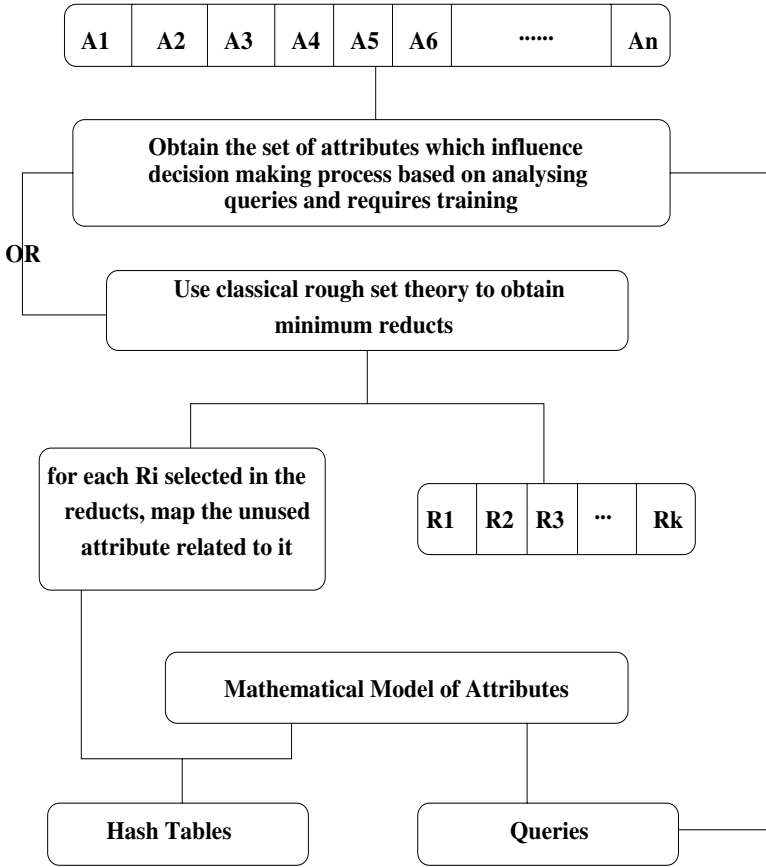 A1 A2 A3 A4 A5 A6 ...... An
Obtain the set of attributes which influence
decision making process based on analysing
queries and requires training
OR
Use classical rough set theory to obtain
minimum reducts
for each Ri selected in the
reducts, map the unused
attribute related to it
R1 R2 R3 ... Rk
Mathematical Model of Attributes
Hash Tables
Queries